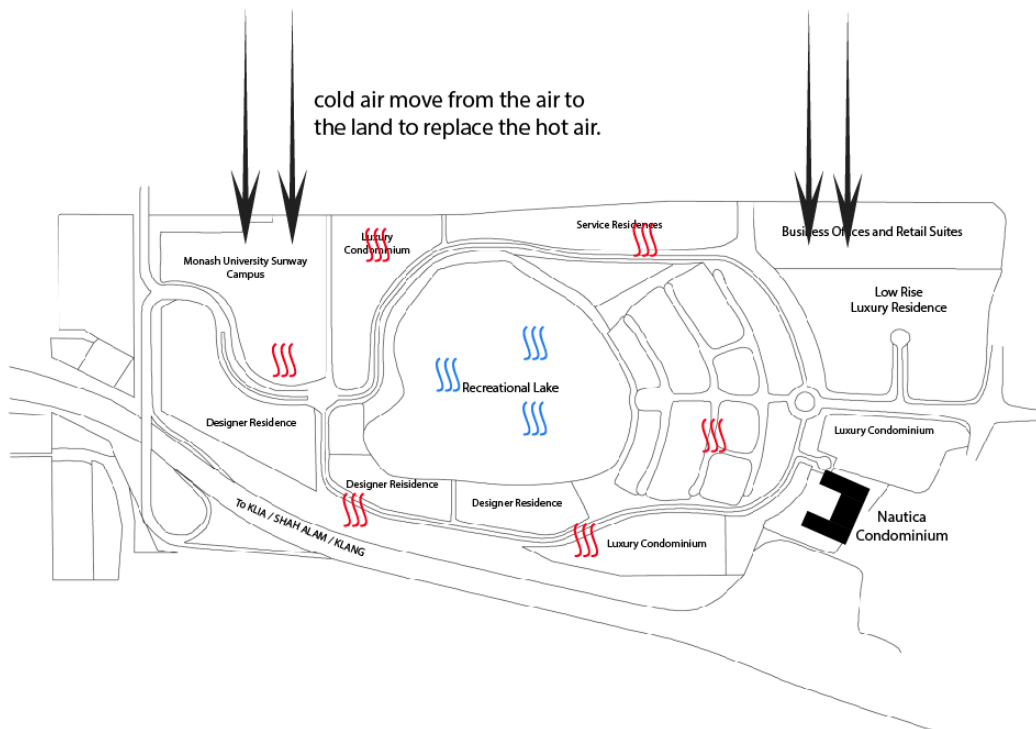 cold air move from the air to
the land to replace the hot air.
Service Residences
Luxury
Condominium
Business Offices and Retail Suites
Monash University Sunway
Campus
Low Rise
Luxury Residence
Recreational Lake
Designer Residence
Luxury Condominium
Designer Reisidence
Designer Residence
To KLIA / SHAH ALAM / KLANG
Nautica
Condominium
Luxury Condominium